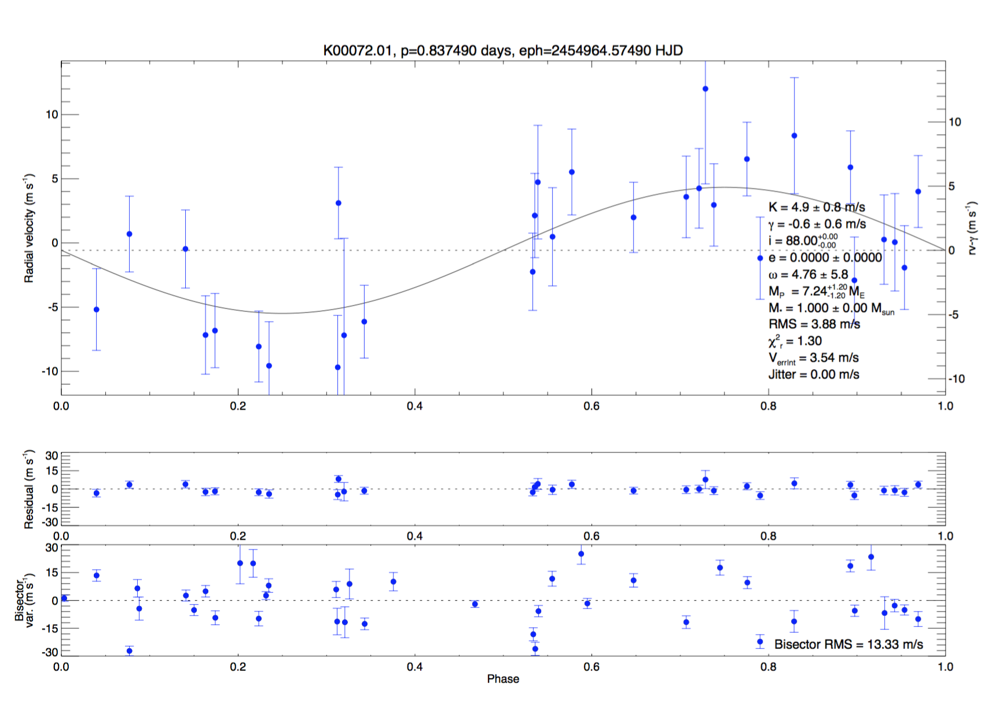 K00072.01, p=0.837490 days, eph=2454964.57490 HJD
Radial velocity (m s⁻¹)
10
5
0
-5
-10
10
5
0
-5
-10
rv-γ (m s⁻¹)
K = 4.9 ± 0.8 m/s
γ = -0.6 ± 0.6 m/s
i = 88.00 +0.00 -0.00
e = 0.0000 ± 0.0000
ω = 4.76 ± 5.8
M_P = 7.24 +1.20 -1.20 M_E
M⋆ = 1.000 ± 0.00 M_sun
RMS = 3.88 m/s
χ²_r = 1.30
V_errInt = 3.54 m/s
Jitter = 0.00 m/s
0.0 0.2 0.4 0.6 0.8 1.0
Residual (m s⁻¹)
30
15
0
-15
-30
0.0 0.2 0.4 0.6 0.8 1.0
Bisector
var. (m s⁻¹)
30
15
0
-15
-30
Bisector RMS = 13.33 m/s
0.0 0.2 0.4 0.6 0.8 1.0
Phase